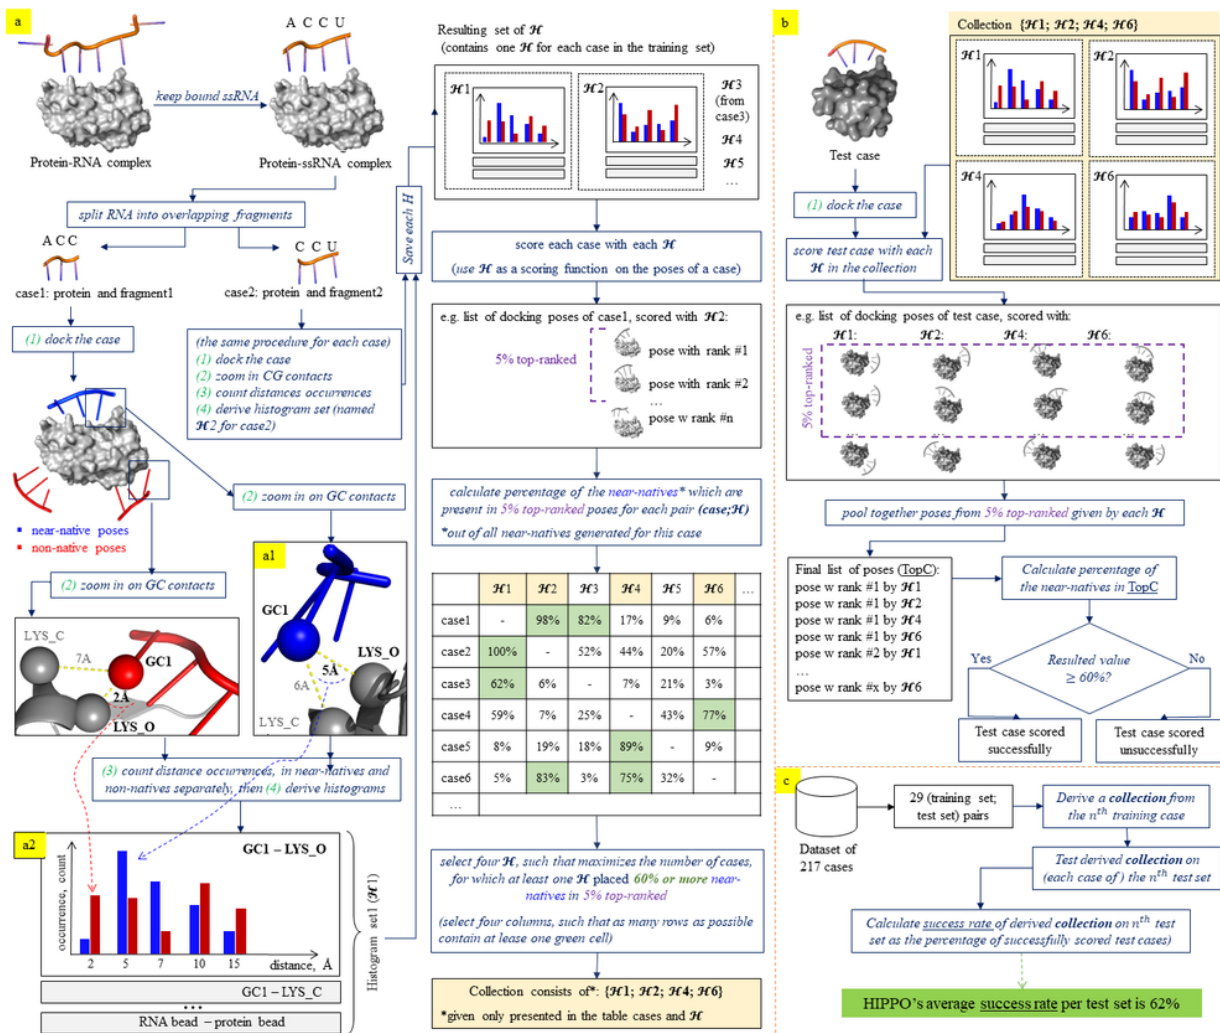 a
A C C U
keep bound ssRNA
Protein-RNA complex
Protein-ssRNA complex
split RNA into overlapping fragments
A C C
C C U
case1: protein and fragment1
case2: protein and fragment2
(1) dock the case
(the same procedure for each case)
(1) dock the case
(2) zoom in CG contacts
(3) count distances occurrences
(4) derive histogram set (named
ℋ2 for case2)
Save each H
near-native poses
non-native poses
(2) zoom in on GC contacts
(2) zoom in on GC contacts
LYS_C
7A
GC1
2Å
LYS_O
a1
GC1
LYS_O
5Å
6A
LYS_C
(3) count distance occurrences, in near-natives and
non-natives separately, then (4) derive histograms
a2
GC1 – LYS_O
occurrence, count
2 5 7 10 15
distance, Å
GC1 – LYS_C
•••
RNA bead – protein bead
Histogram set1 (ℋ1)
Resulting set of ℋ
(contains one ℋ for each case in the training set)
ℋ1
ℋ2
ℋ3
(from
case3)
ℋ4
ℋ5
...
score each case with each ℋ
(use ℋ as a scoring function on the poses of a case)
e.g. list of docking poses of case1, scored with ℋ2:
5% top-ranked
pose with rank #1
pose with rank #2
...
pose w rank #n
calculate percentage of the near-natives* which are
present in 5% top-ranked poses for each pair (case;ℋ)
*out of all near-natives generated for this case
ℋ1 ℋ2 ℋ3 ℋ4 ℋ5 ℋ6 ...
case1 - 98% 82% 17% 9% 6%
case2 100% - 52% 44% 20% 57%
case3 62% 6% - 7% 21% 3%
case4 59% 7% 25% - 43% 77%
case5 8% 19% 18% 89% - 9%
case6 5% 83% 3% 75% 32% -
...
select four ℋ, such that maximizes the number of cases,
for which at least one ℋ placed 60% or more near-
natives in 5% top-ranked
(select four columns, such that as many rows as possible
contain at lease one green cell)
Collection consists of*: {ℋ1; ℋ2; ℋ4; ℋ6}
*given only presented in the table cases and ℋ
b
Collection {ℋ1; ℋ2; ℋ4; ℋ6}
ℋ1
ℋ2
ℋ4
ℋ6
Test case
(1) dock the case
score test case with each
ℋ in the collection
e.g. list of docking poses of test case, scored with:
ℋ1: ℋ2: ℋ4: ℋ6:
5% top-ranked
... ... ... ...
pool together poses from 5% top-ranked given by each ℋ
Final list of poses (TopC):
pose w rank #1 by ℋ1
pose w rank #1 by ℋ2
pose w rank #1 by ℋ4
pose w rank #1 by ℋ6
pose w rank #2 by ℋ1
...
pose w rank #x by ℋ6
Calculate percentage of
the near-natives in TopC
Yes
No
Resulted value
≥ 60%?
Test case scored
successfully
Test case scored
unsuccessfully
c
Dataset of
217 cases
29 (training set;
test set) pairs
Derive a collection from
the nth training case
Test derived collection on
(each case of) the nth test set
Calculate success rate of derived collection on nth test
set as the percentage of successfully scored test cases)
HIPPO's average success rate per test set is 62%